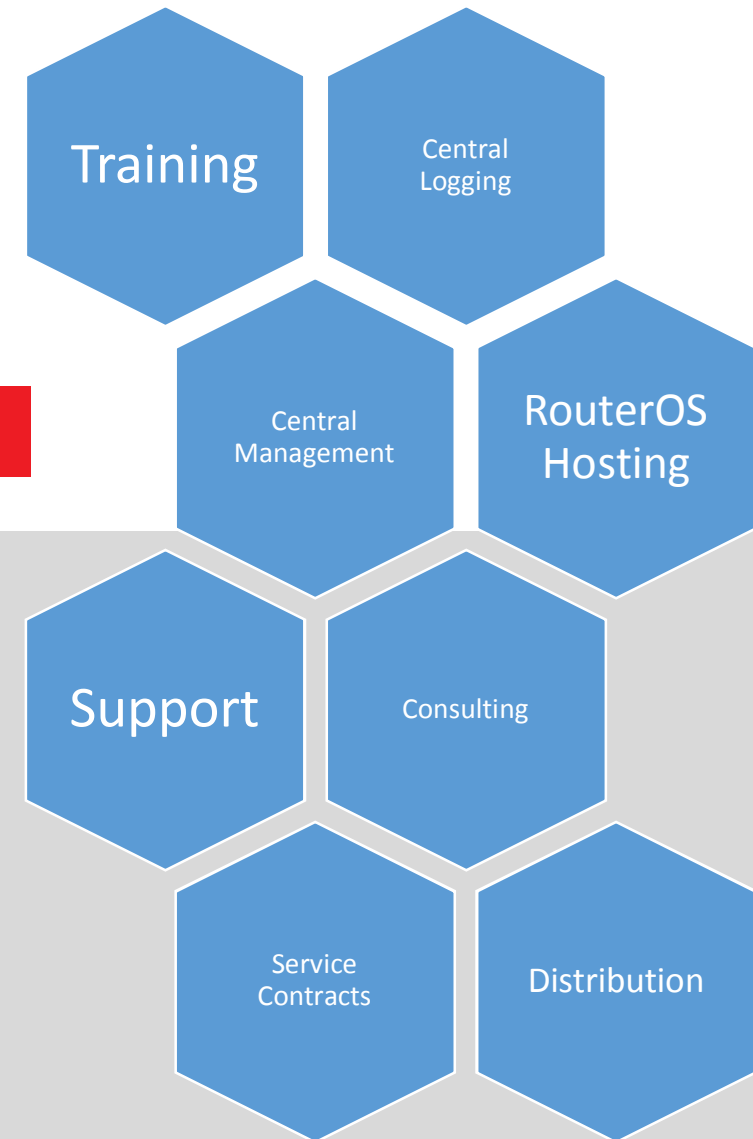 Training
Central
Logging
Central
Management
RouterOS
Hosting
Support
Consulting
Service
Contracts
Distribution